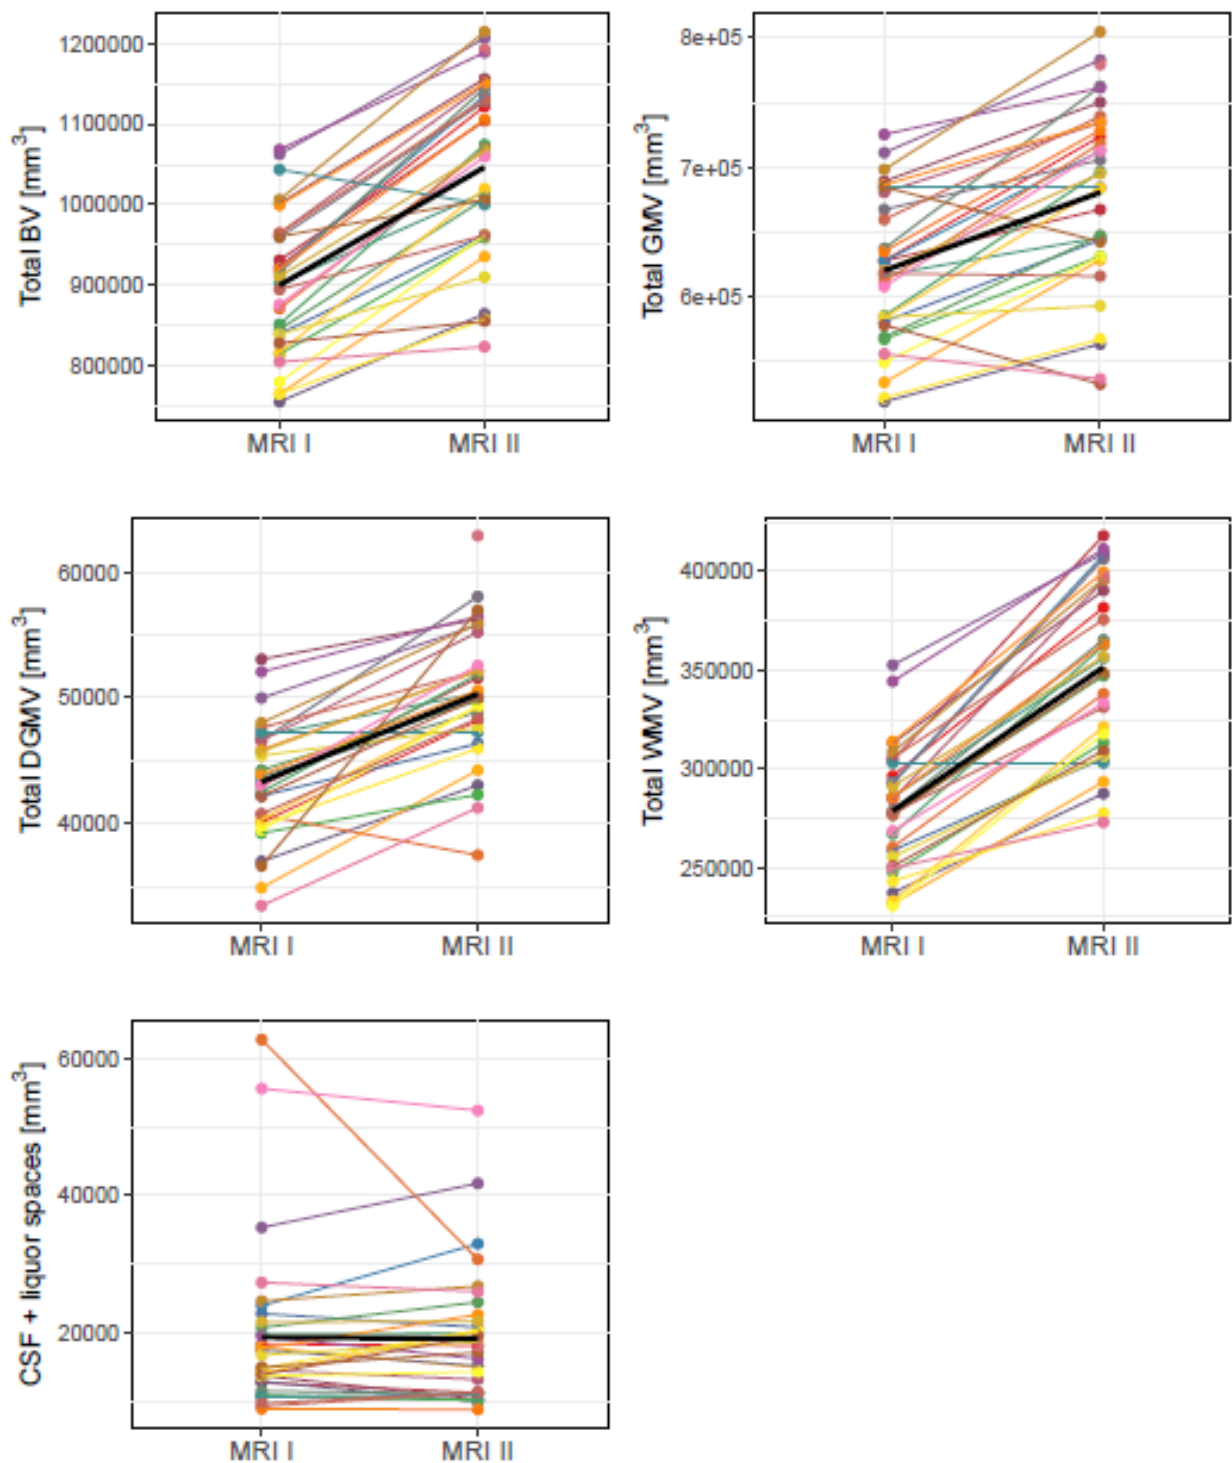 Total BV [mm³]
1200000
1100000
1000000
900000
800000
MRI I
MRI II
Total GMV [mm³]
8e+05
7e+05
6e+05
MRI I
MRI II
Total DGMV [mm³]
60000
50000
40000
MRI I
MRI II
Total WMV [mm³]
400000
350000
300000
250000
MRI I
MRI II
CSF + liquor spaces [mm³]
60000
40000
20000
MRI I
MRI II